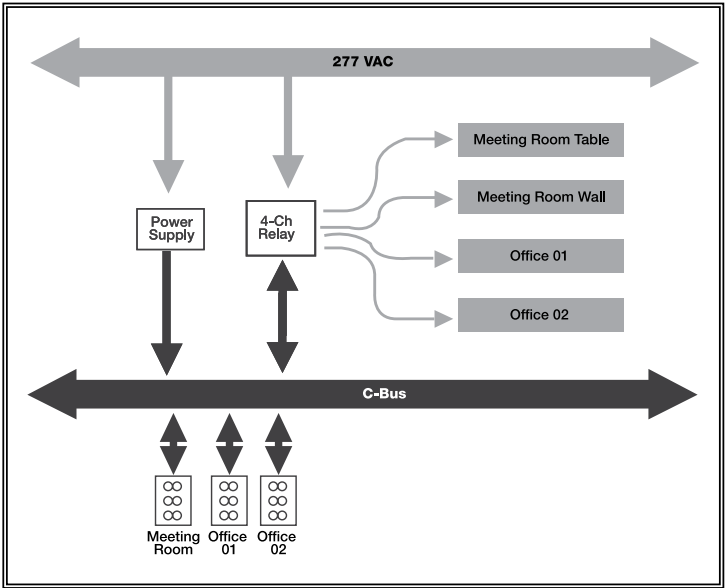 277 VAC
Meeting Room Table
Meeting Room Wall
Power
Supply
4-Ch
Relay
Office 01
Office 02
C-Bus
Meeting
Room
Office
01
Office
02